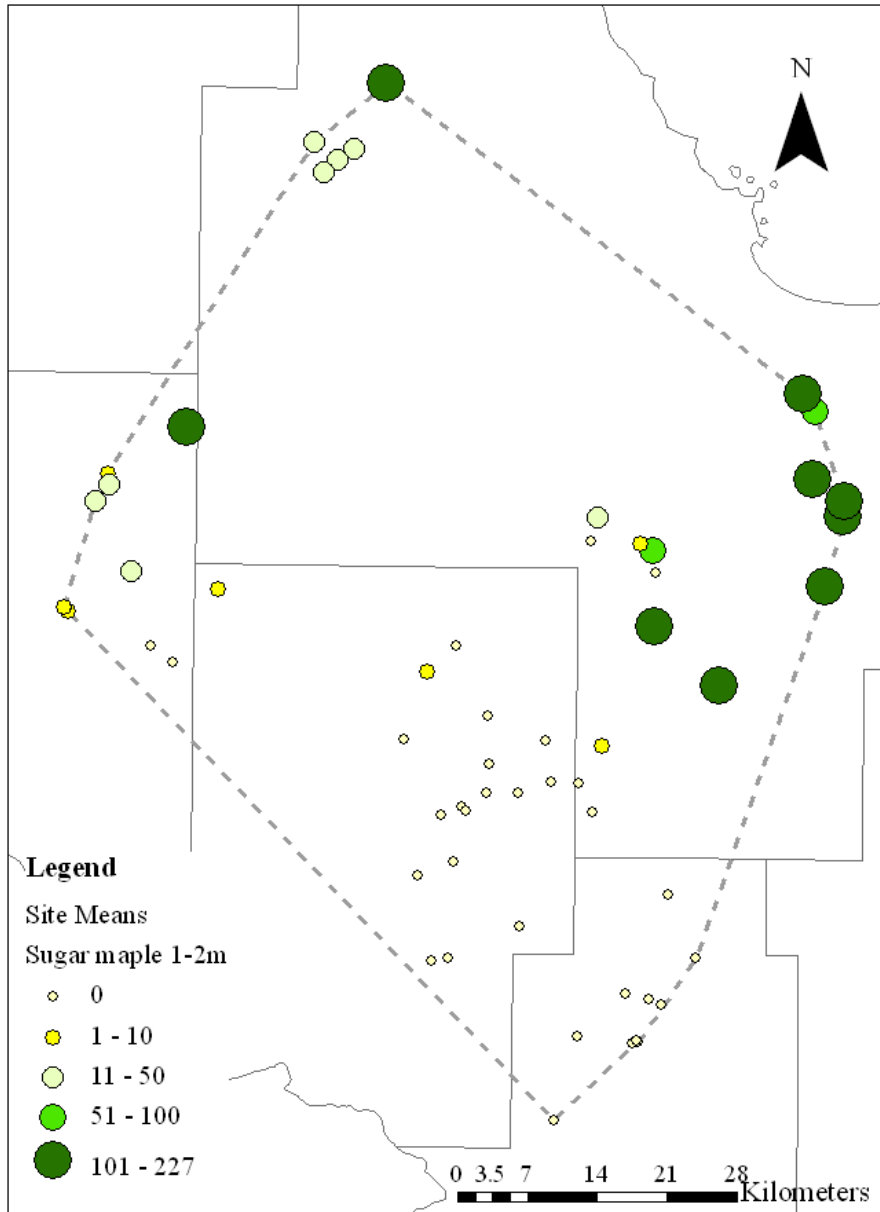 N
Legend
Site Means
Sugar maple 1-2m
0
1 - 10
11 - 50
51 - 100
101 - 227
0 3.5 7 14 21 28
Kilometers